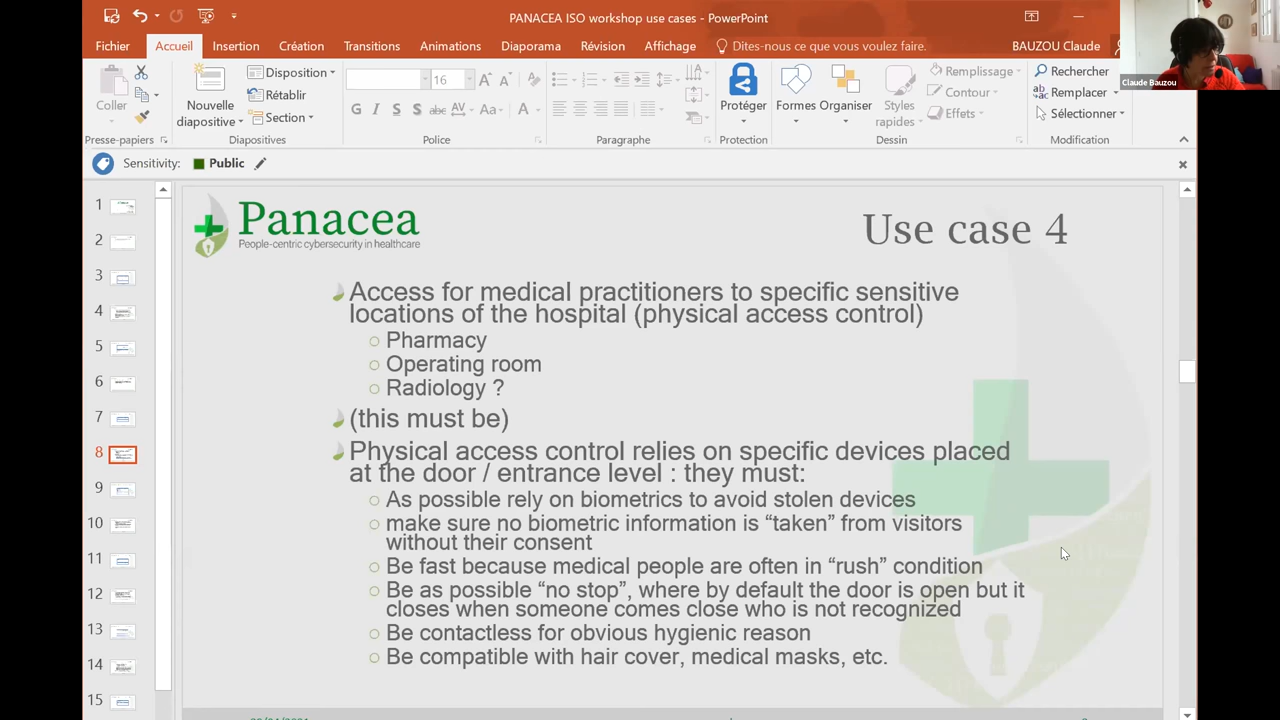 PANACEA ISO workshop use cases - PowerPoint
Fichier Accueil Insertion Création Transitions Animations Diaporama Révision Affichage Dites-nous ce que vous voulez faire. BAUZOU Claude
Claude Bauzou
Coller
Nouvelle diapositive
Disposition
Rétablir
Section
16
G I S S abc AV Aa A
Protéger
Formes
Organiser
Styles rapides
Remplissage
Contour
Effets
Rechercher
Remplacer
Sélectionner
Presse-papiers Diapositives Police Paragraphe Protection Dessin Modification
Sensitivity: Public
1
2
3
4
5
6
7
8
9
10
11
12
13
14
15
Panacea
People-centric cybersecurity in healthcare
Use case 4
Access for medical practitioners to specific sensitive
locations of the hospital (physical access control)
Pharmacy
Operating room
Radiology ?
(this must be)
Physical access control relies on specific devices placed
at the door / entrance level : they must:
As possible rely on biometrics to avoid stolen devices
make sure no biometric information is “taken” from visitors
without their consent
Be fast because medical people are often in “rush” condition
Be as possible “no stop”, where by default the door is open but it
closes when someone comes close who is not recognized
Be contactless for obvious hygienic reason
Be compatible with hair cover, medical masks, etc.